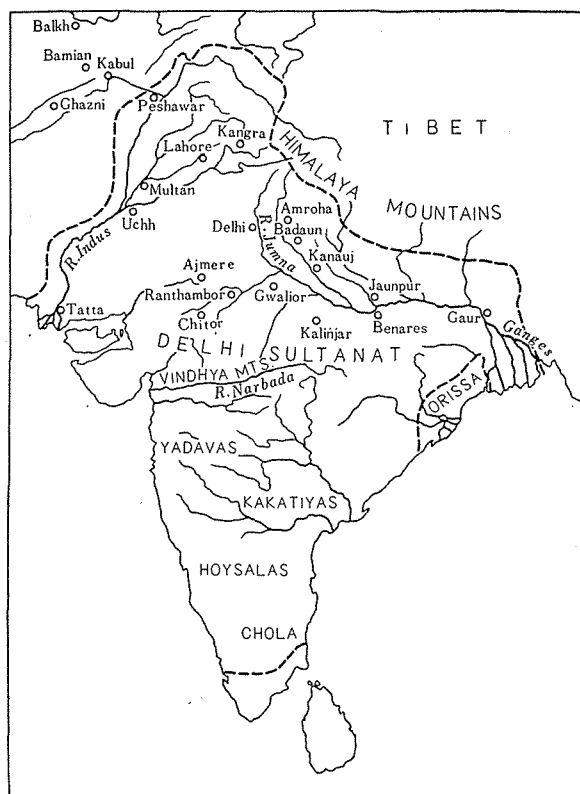 Balkh
Bamian
Kabul
Ghazni
Peshawar
TIBET
Kangra
Lahore
HIMALAYA
MOUNTAINS
Multan
Uchh
R. Indus
Amroha
Delhi
Badaun
R. Jumna
Kanauj
Ajmere
Jaunpur
Ranthambor
Gwalior
Tatta
Gaur
Chitor
Kalinjar
Benares
Ganges
DELHI SULTANAT
VINDHYA MTS.
R. Narbada
ORISSA
YADAVAS
KAKATIYAS
HOYSALAS
CHOLA